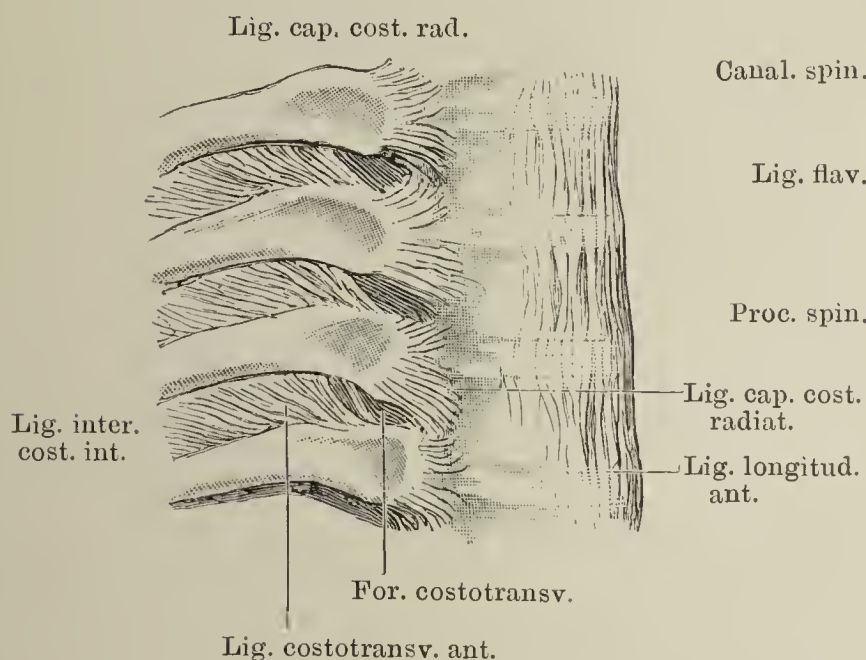 Lig. cap. cost. rad.
Canal. spin.
Lig. flav.
Proc. spin.
Lig. cap. cost.
radiat.
Lig. inter.
cost. int.
Lig. longitud.
ant.
For. costotransv.
Lig. costotransv. ant.